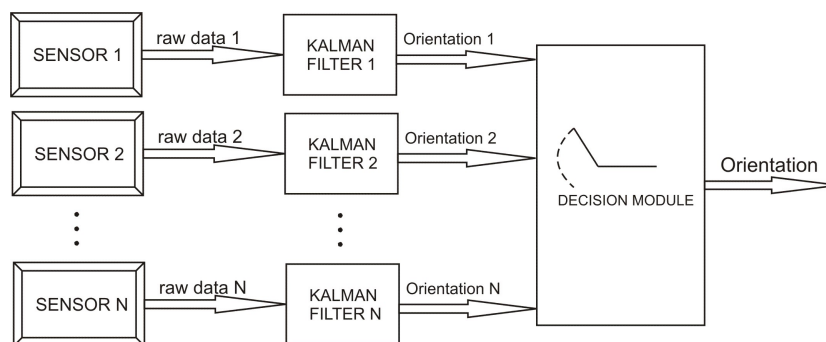 SENSOR 1
raw data 1
KALMAN
FILTER 1
Orientation 1
SENSOR 2
raw data 2
KALMAN
FILTER 2
Orientation 2
DECISION MODULE
Orientation
SENSOR N
raw data N
KALMAN
FILTER N
Orientation N